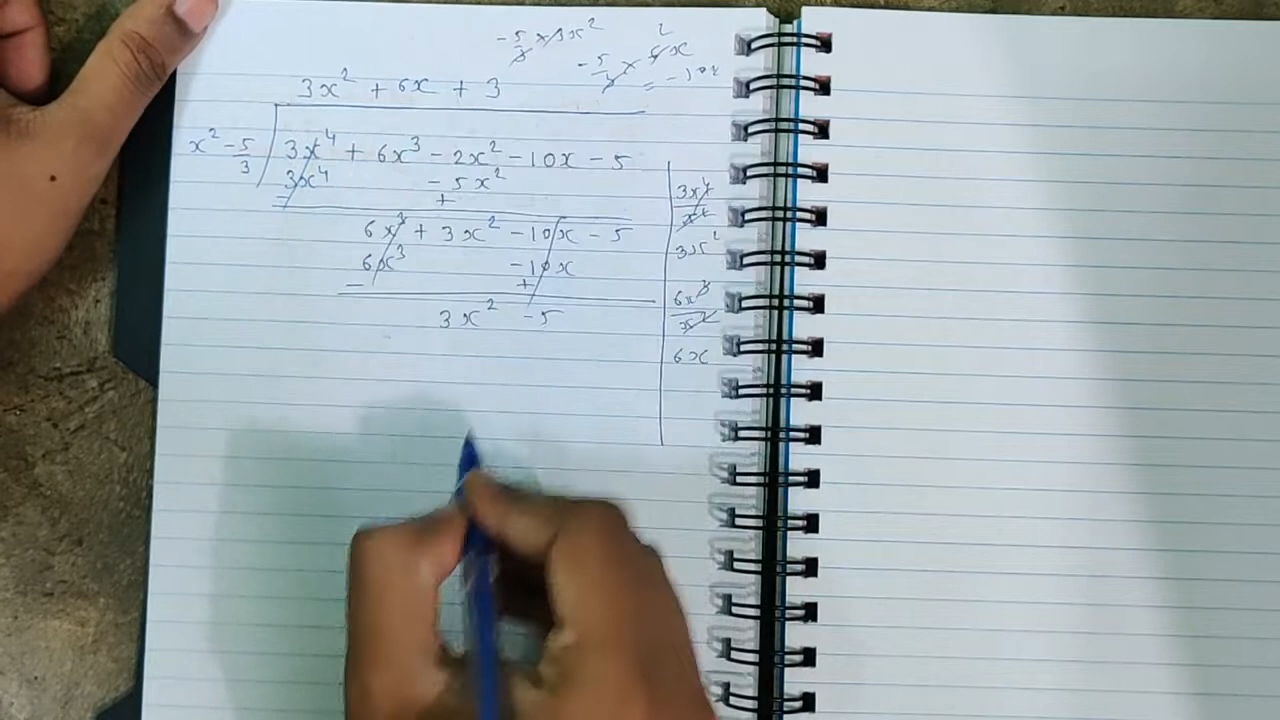 -5/3 × 3x²
-5/3 × 6x 2
= -10x
3x² + 6x + 3
x² - 5/3 ) 3x⁴ + 6x³ - 2x² - 10x - 5
3x⁴ - 5x²
- +
6x³ + 3x² - 10x - 5
6x³ - 10x
- +
3x² - 5
3x⁴/x²
3x²
6x³/x²
6x